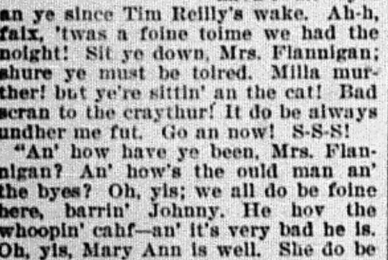 an ye since Tim Reilly's wake. Ah-h,
faix, 'twas a foine toime we had the
noight! Sit ye down, Mrs. Flannigan;
shure ye must be toired. Milla mur-
ther! but ye're sittin' an the cat! Bad
scran to the craythur! It do be always
undher me fut. Go an now! S-S-S!
"An' how have ye been, Mrs. Flan-
nigan? An' how's the ould man an'
the byes? Oh, yis; we all do be foine
here, barrin' Johnny. He hov the
whoopin' cahf—an' it's very bad he is.
Oh, yis, Mary Ann is well. She do be